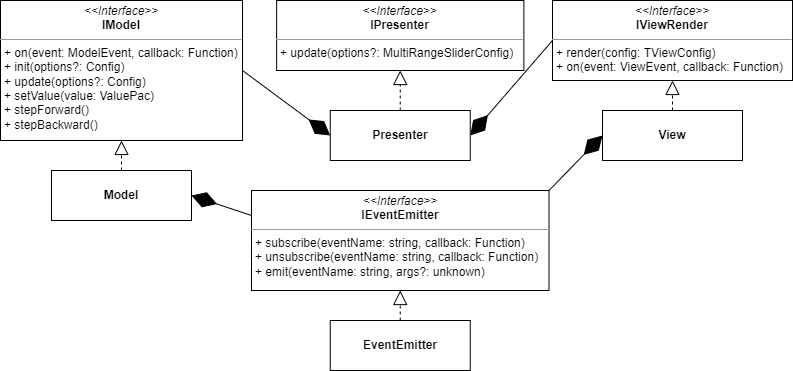 <<Interface>>
IModel
+ on(event: ModelEvent, callback: Function)
+ init(options?: Config)
+ update(options?: Config)
+ setValue(value: ValuePac)
+ stepForward()
+ stepBackward()
<<Interface>>
IPresenter
+ update(options?: MultiRangeSliderConfig)
<<Interface>>
IViewRender
+ render(config: TViewConfig)
+ on(event: ViewEvent, callback: Function)
Presenter
View
Model
<<Interface>>
IEventEmitter
+ subscribe(eventName: string, callback: Function)
+ unsubscribe(eventName: string, callback: Function)
+ emit(eventName: string, args?: unknown)
EventEmitter